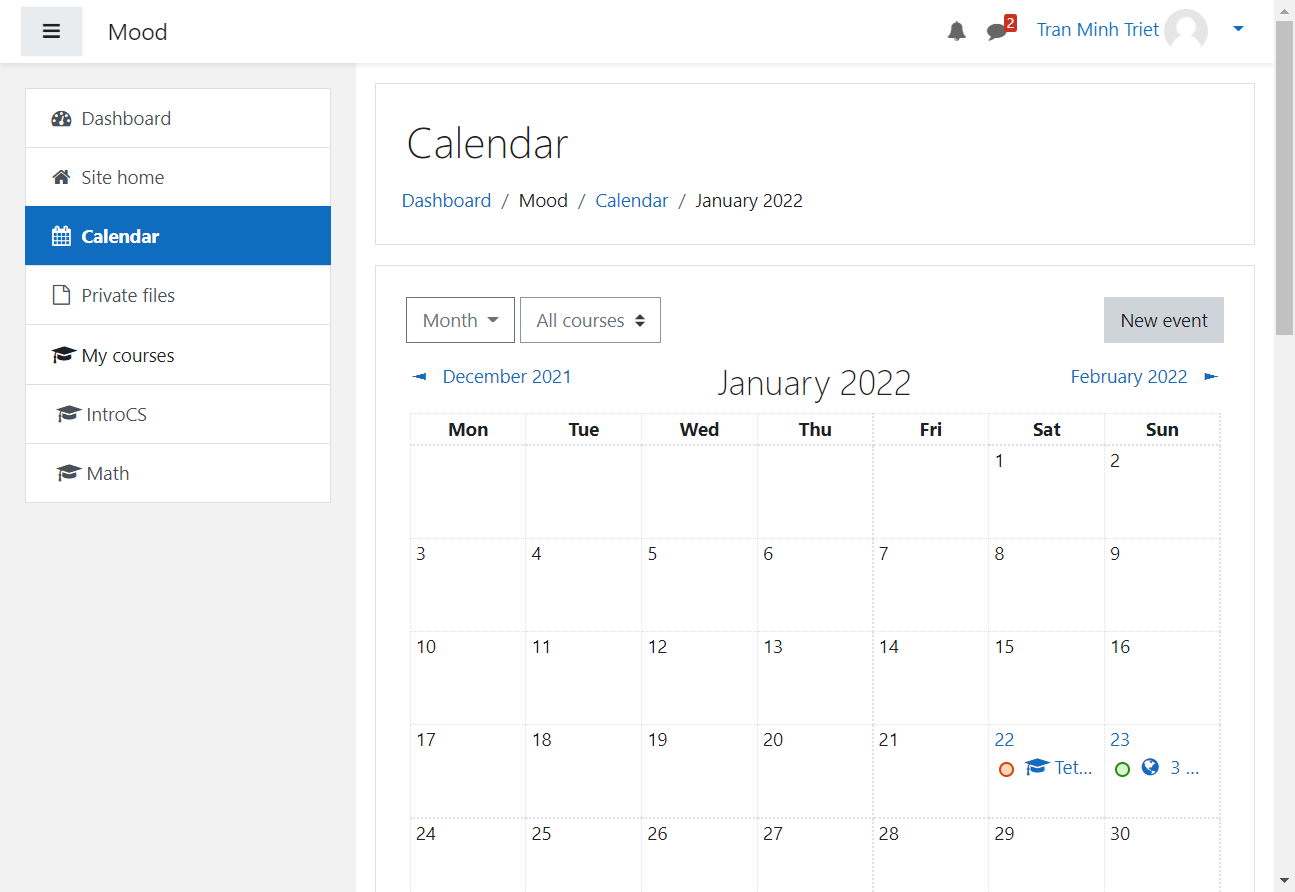 Mood
2
Tran Minh Triet
Dashboard
Site home
Calendar
Private files
My courses
IntroCS
Math
Calendar
Dashboard / Mood / Calendar / January 2022
Month
All courses
New event
◄ December 2021
January 2022
February 2022 ►
Mon Tue Wed Thu Fri Sat Sun
1 2
3 4 5 6 7 8 9
10 11 12 13 14 15 16
17 18 19 20 21 22 23
Tet... 3 ...
24 25 26 27 28 29 30